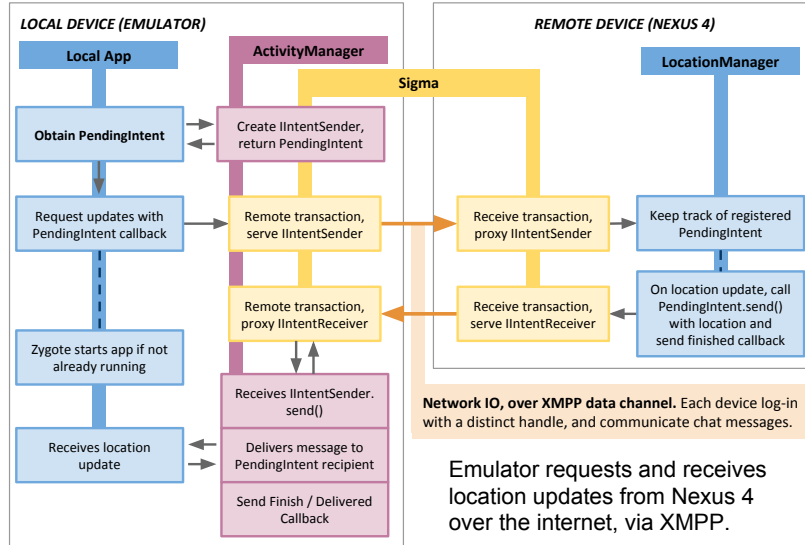 LOCAL DEVICE (EMULATOR)
REMOTE DEVICE (NEXUS 4)
Local App
ActivityManager
LocationManager
Sigma
Obtain PendingIntent
Create IIntentSender,
return PendingIntent
Request updates with
PendingIntent callback
Remote transaction,
serve IIntentSender
Receive transaction,
proxy IIntentSender
Keep track of registered
PendingIntent
Remote transaction,
proxy IIntentReceiver
Receive transaction,
serve IIntentReceiver
On location update, call
PendingIntent.send()
with location and
send finished callback
Zygote starts app if not
already running
Receives IIntentSender.
send()
Network IO, over XMPP data channel. Each device log-in
with a distinct handle, and communicate chat messages.
Receives location
update
Delivers message to
PendingIntent recipient
Send Finish / Delivered
Callback
Emulator requests and receives
location updates from Nexus 4
over the internet, via XMPP.